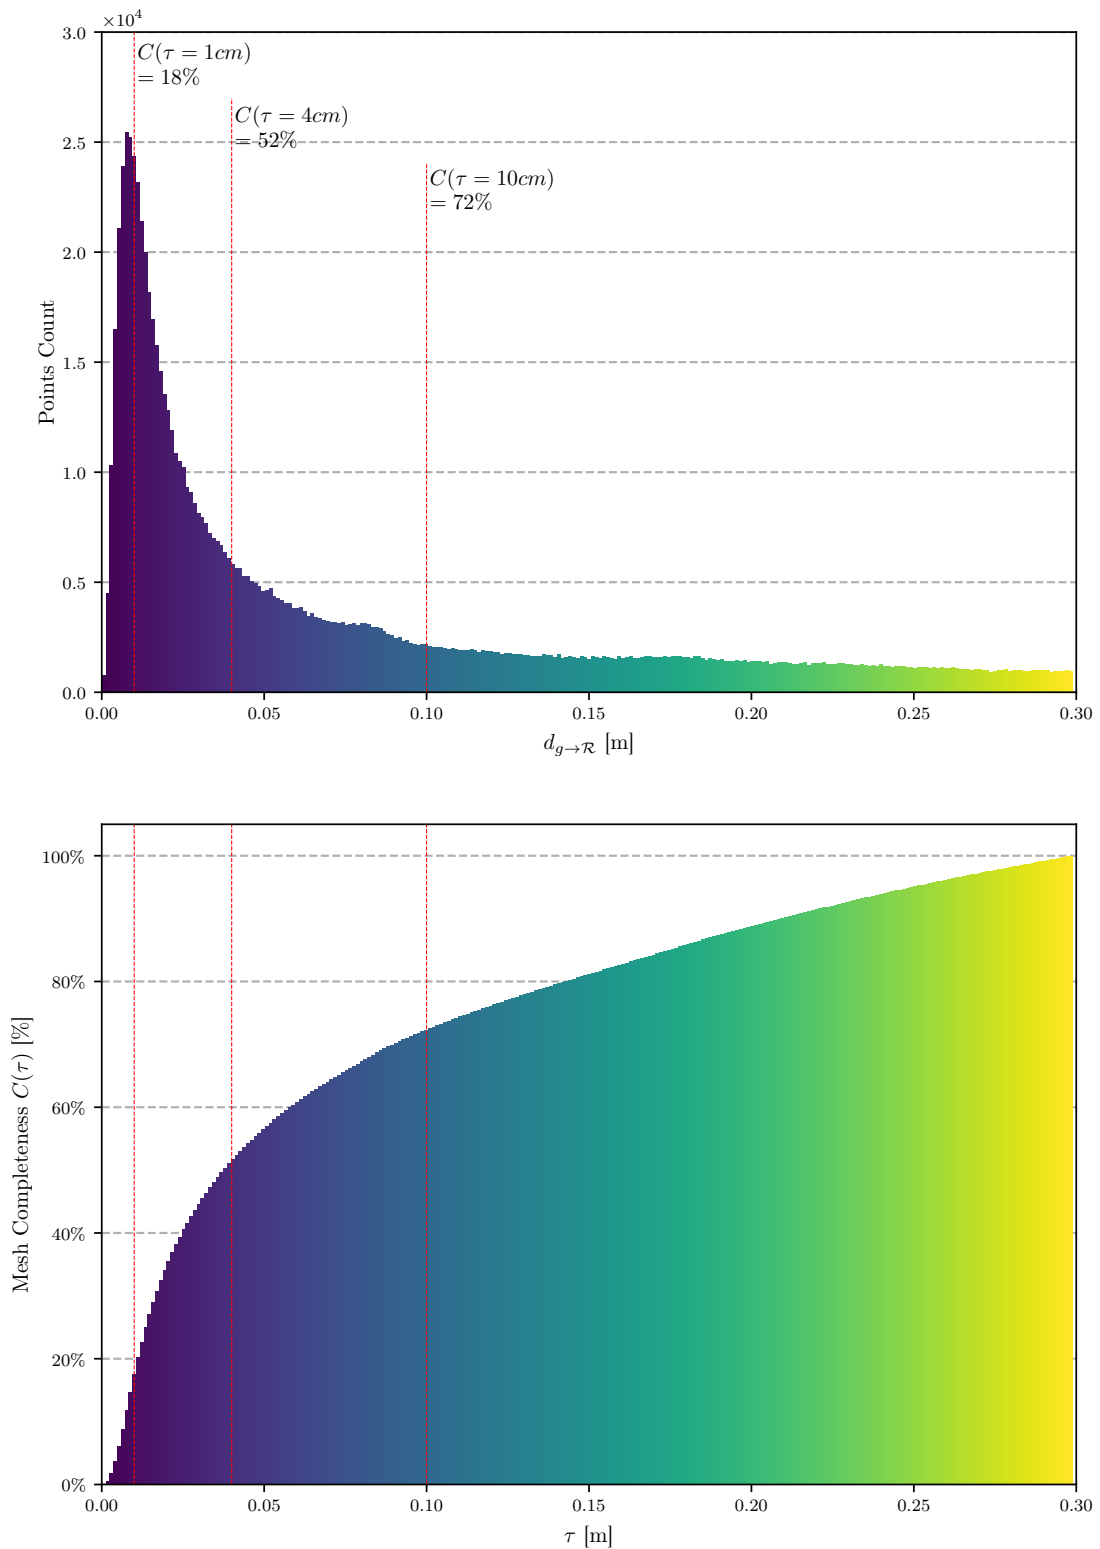 ×10⁴
3.0
C(τ = 1cm)
= 18%
C(τ = 4cm)
= 52%
2.5
C(τ = 10cm)
= 72%
2.0
1.5
1.0
0.5
0.0
Points Count
0.00 0.05 0.10 0.15 0.20 0.25 0.30
d_{g→ℛ} [m]
100%
80%
60%
40%
20%
0%
Mesh Completeness C(τ) [%]
0.00 0.05 0.10 0.15 0.20 0.25 0.30
τ [m]